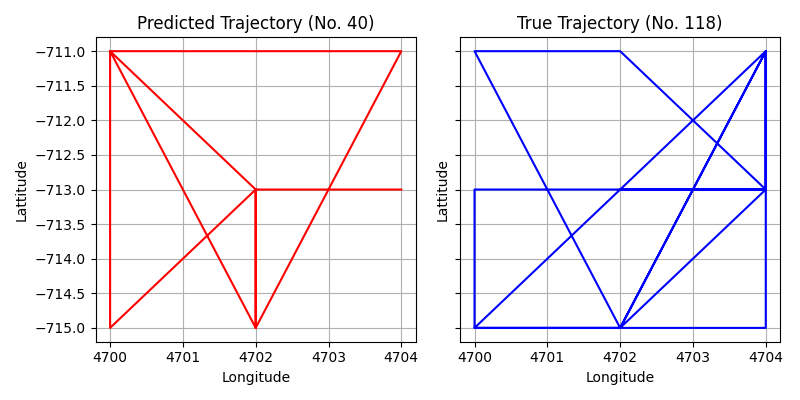 Predicted Trajectory (No. 40)
True Trajectory (No. 118)
−711.0
−711.5
−712.0
−712.5
−713.0
−713.5
−714.0
−714.5
−715.0
Lattitude
Lattitude
4700 4701 4702 4703 4704
4700 4701 4702 4703 4704
Longitude
Longitude